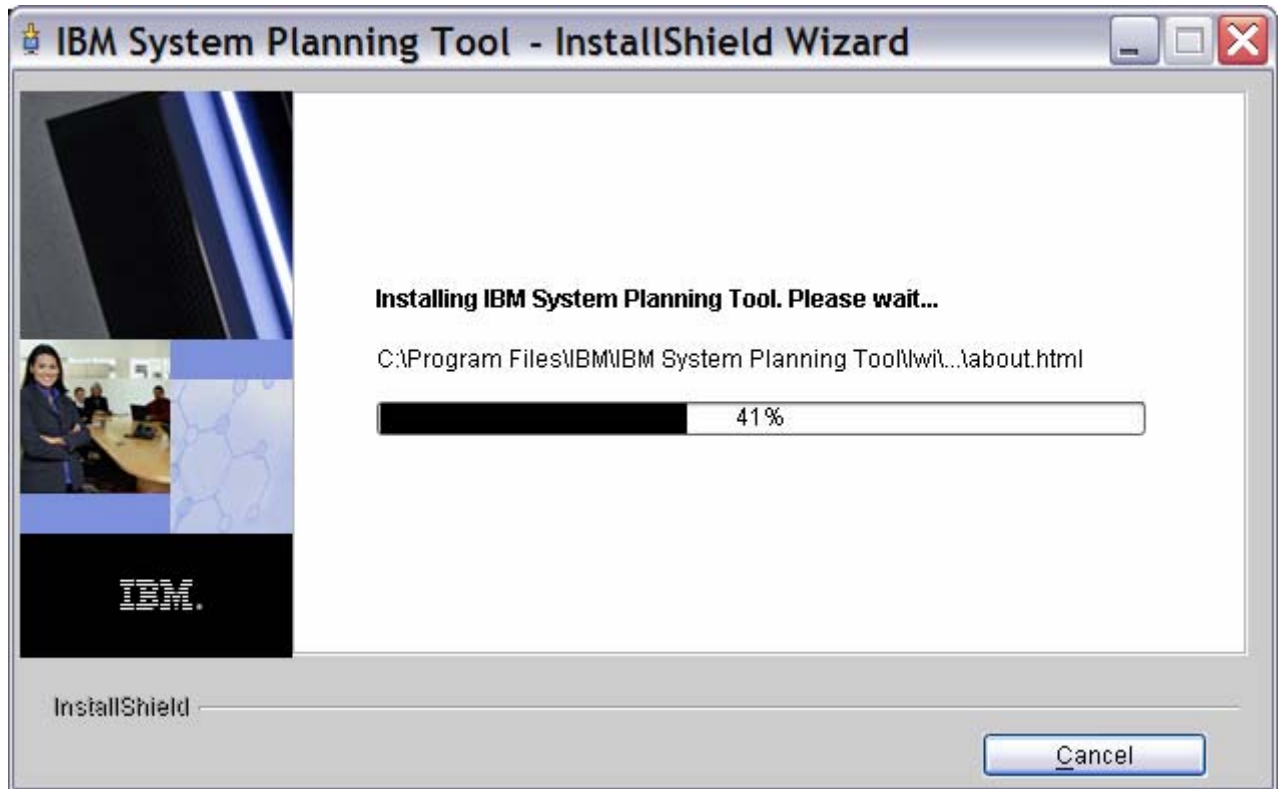 IBM System Planning Tool - InstallShield Wizard
Installing IBM System Planning Tool. Please wait...
C:\Program Files\IBM\IBM System Planning Tool\lwi\...\about.html
41%
IBM.
InstallShield
Cancel